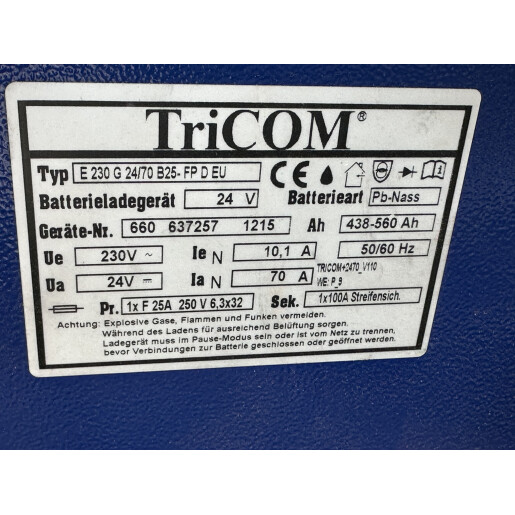 TriCOM®
Typ E 230 G 24/70 B25- FP D EU
Batterieladegerät 24 V Batterieart Pb-Nass
Geräte-Nr. 660 637257 1215 Ah 438-560 Ah
Ue 230V ~ Ie N 10,1 A 50/60 Hz
Ua 24V Ia N 70 A TRICOM+2470_V110
WE: P_9
Pr. 1x F 25A 250 V 6,3x32 Sek. 1x100A Streifensich.
Achtung: Explosive Gase, Flammen und Funken vermeiden.
Während des Ladens für ausreichend Belüftung sorgen.
Ladegerät muss im Pause-Modus sein oder ist vom Netz zu trennen,
bevor Verbindungen zur Batterie geschlossen oder geöffnet werden.